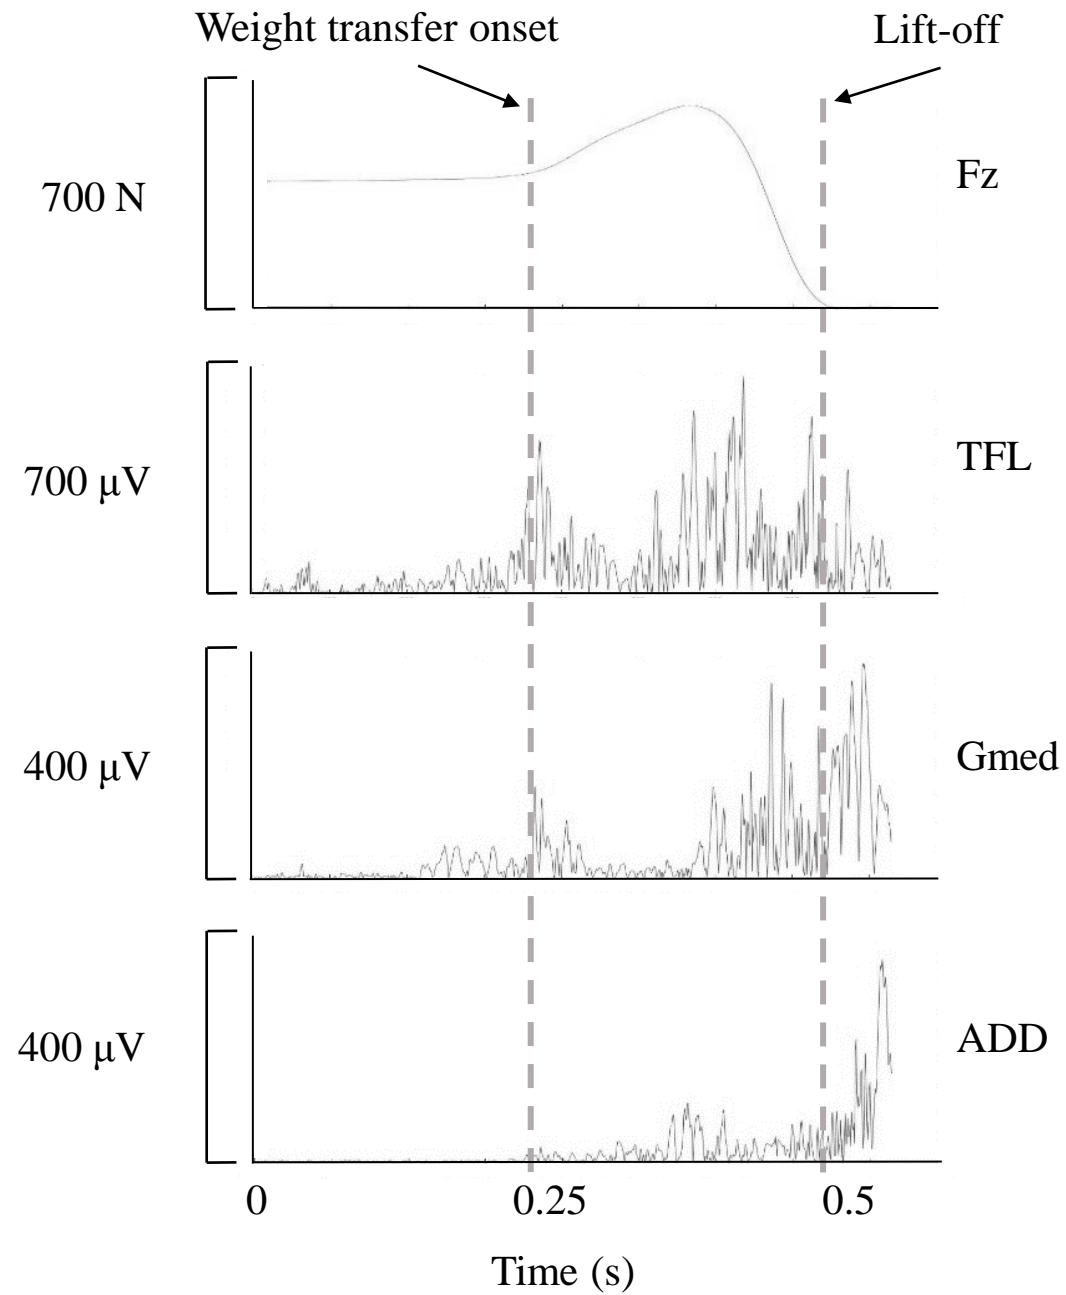 Weight transfer onset
Lift-off
700 N
Fz
700 μV
TFL
400 μV
Gmed
400 μV
ADD
0 0.25 0.5
Time (s)